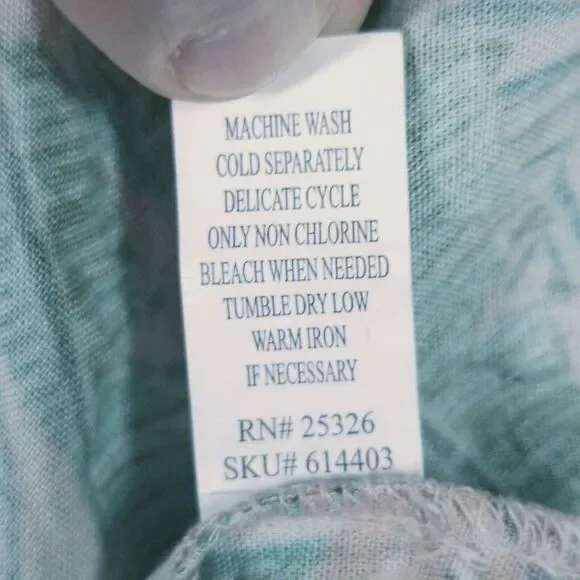 MACHINE WASH
COLD SEPARATELY
DELICATE CYCLE
ONLY NON CHLORINE
BLEACH WHEN NEEDED
TUMBLE DRY LOW
WARM IRON
IF NECESSARY
RN# 25326
SKU# 614403